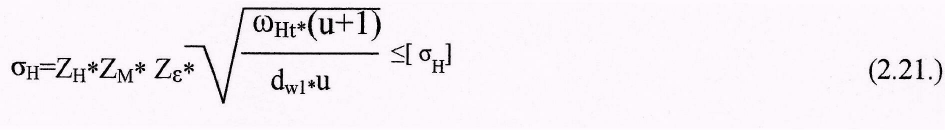 σH=ZH*ZM* Zε* √ ωHt*(u+1) / dw1*u ≤[ σH] (2.21.)